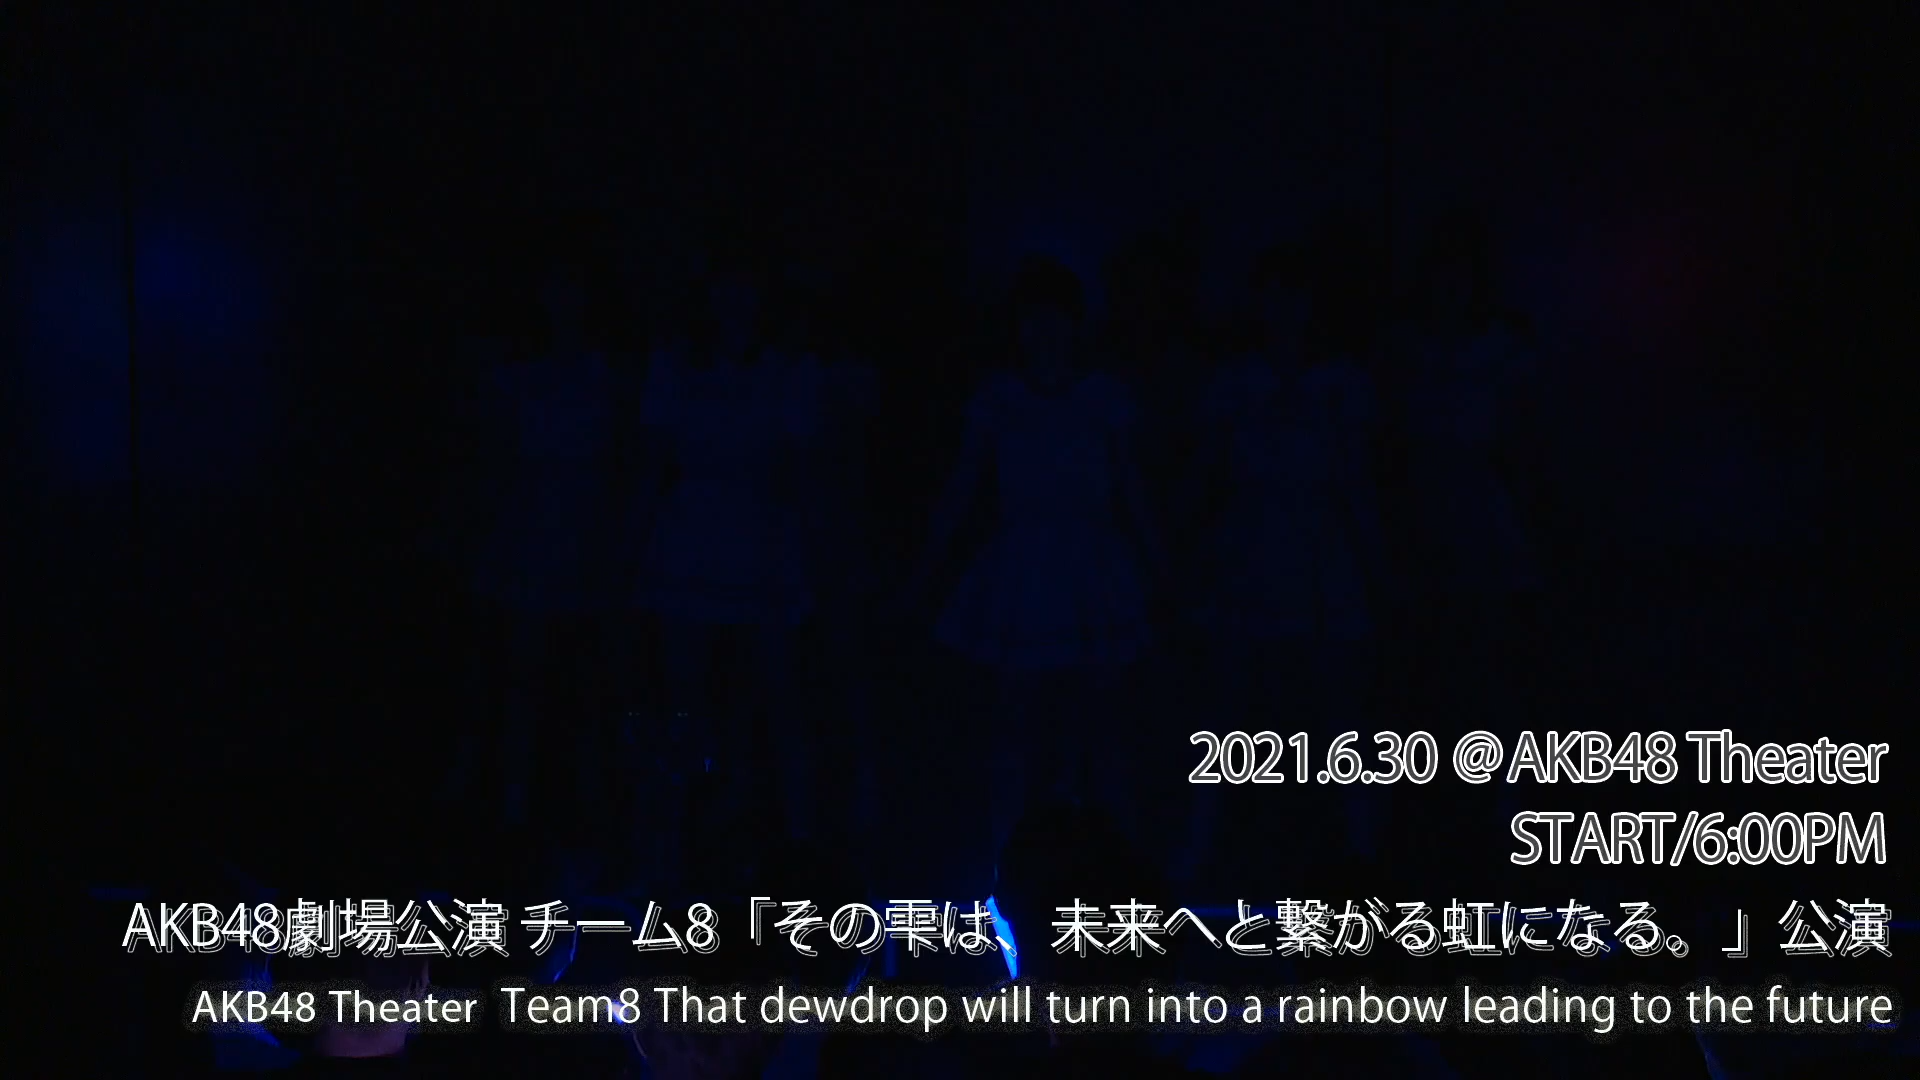 2021.6.30 @AKB48 Theater
START/6:00PM
AKB48劇場公演 チーム8「その雫は、未来へと繋がる虹になる。」公演
AKB48 Theater Team8 That dewdrop will turn into a rainbow leading to the future